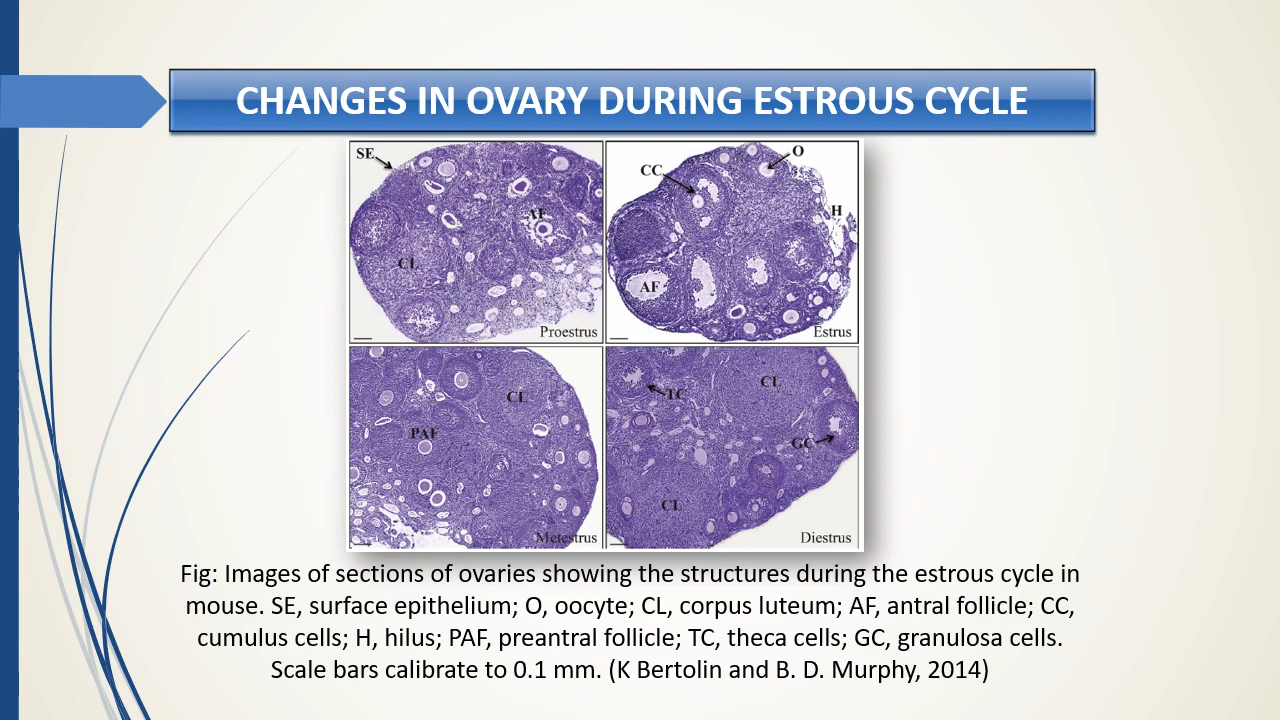 CHANGES IN OVARY DURING ESTROUS CYCLE
SE
AF
CL
Proestrus
O
CC
H
AF
Estrus
CL
PAF
Metestrus
CL
TC
GC
CL
Diestrus
Fig: Images of sections of ovaries showing the structures during the estrous cycle in
mouse. SE, surface epithelium; O, oocyte; CL, corpus luteum; AF, antral follicle; CC,
cumulus cells; H, hilus; PAF, preantral follicle; TC, theca cells; GC, granulosa cells.
Scale bars calibrate to 0.1 mm. (K Bertolin and B. D. Murphy, 2014)